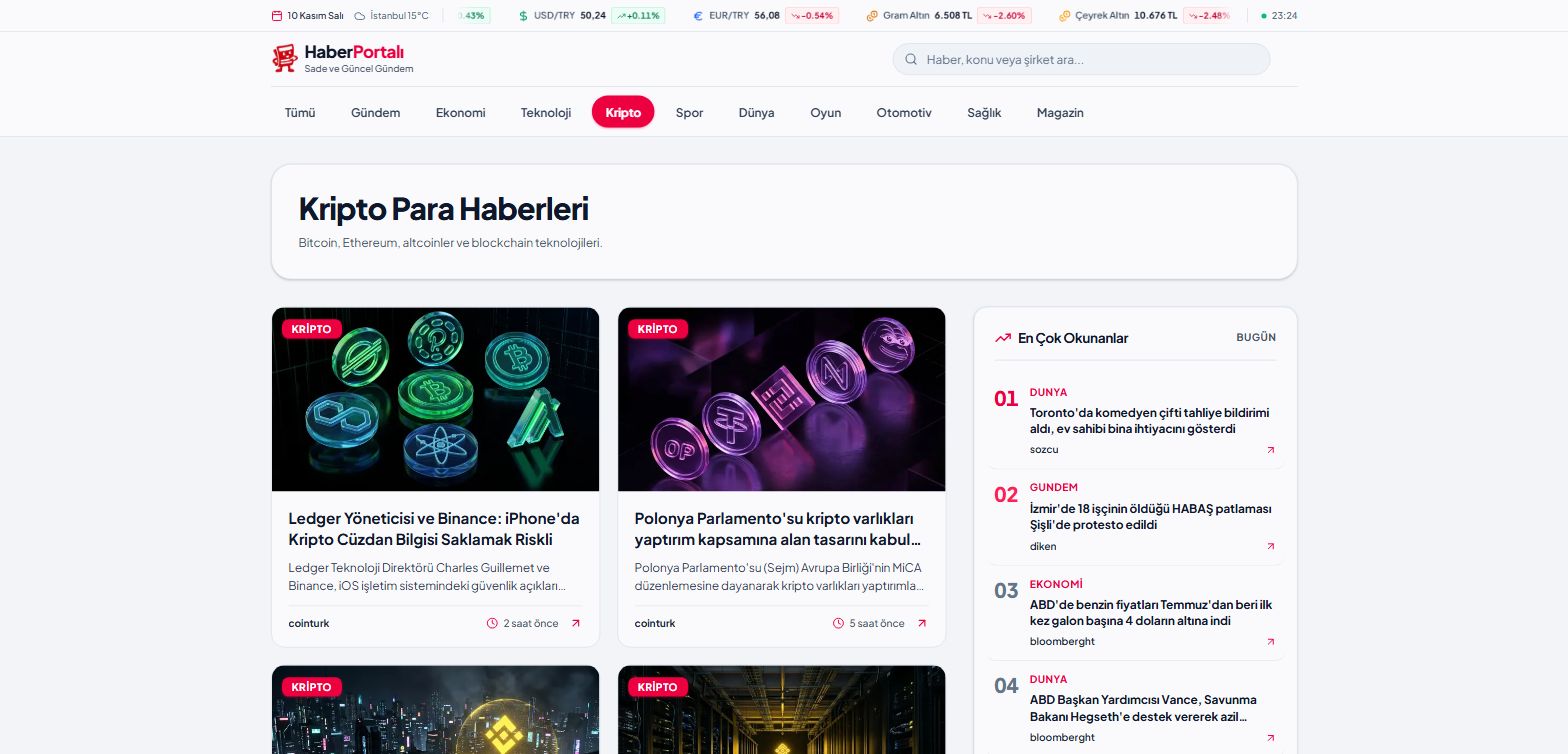 10 Kasım Salı İstanbul 15°C 0.43% USD/TRY 50,24 +0.11% EUR/TRY 56,08 -0.54% Gram Altın 6.508 TL -2.60% Çeyrek Altın 10.676 TL -2.48% 23:24
HaberPortalı
Sade ve Güncel Gündem
Haber, konu veya şirket ara...
Tümü Gündem Ekonomi Teknoloji Kripto Spor Dünya Oyun Otomotiv Sağlık Magazin
Kripto Para Haberleri
Bitcoin, Ethereum, altcoinler ve blockchain teknolojileri.
KRİPTO
Ledger Yöneticisi ve Binance: iPhone'da
Kripto Cüzdan Bilgisi Saklamak Riskli
Ledger Teknoloji Direktörü Charles Guillemet ve
Binance, iOS işletim sistemindeki güvenlik açıkları...
cointurk 2 saat önce
KRİPTO
OP
Polonya Parlamento'su kripto varlıkları
yaptırım kapsamına alan tasarını kabul...
Polonya Parlamento'su (Sejm) Avrupa Birliği'nin MiCA
düzenlemesine dayanarak kripto varlıkları yaptırımla...
cointurk 5 saat önce
KRİPTO
KRİPTO
En Çok Okunanlar BUGÜN
01 DUNYA
Toronto'da komedyen çifti tahliye bildirimi
aldı, ev sahibi bina ihtiyacını gösterdi
sozcu
02 GUNDEM
İzmir'de 18 işçinin öldüğü HABAŞ patlaması
Şişli'de protesto edildi
diken
03 EKONOMİ
ABD'de benzin fiyatları Temmuz'dan beri ilk
kez galon başına 4 doların altına indi
bloomberght
04 DUNYA
ABD Başkan Yardımcısı Vance, Savunma
Bakanı Hegseth'e destek vererek azil...
bloomberght